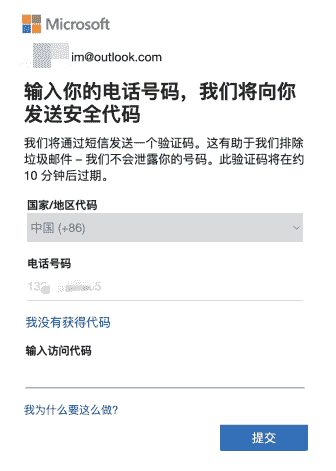 Microsoft
im@outlook.com
输入你的电话号码，我们将向你
发送安全代码
我们将通过短信发送一个验证码。这有助于我们排除
垃圾邮件 – 我们不会泄露你的号码。此验证码将在约
10 分钟后过期。
国家/地区代码
中国 (+86)
电话号码
我没有获得代码
输入访问代码
我为什么要这么做?
提交